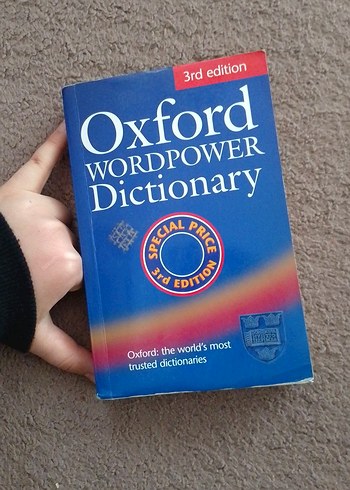 3rd edition
Oxford
WORDPOWER
Dictionary
SPECIAL PRICE
3rd EDITION
Oxford: the world's most
trusted dictionaries